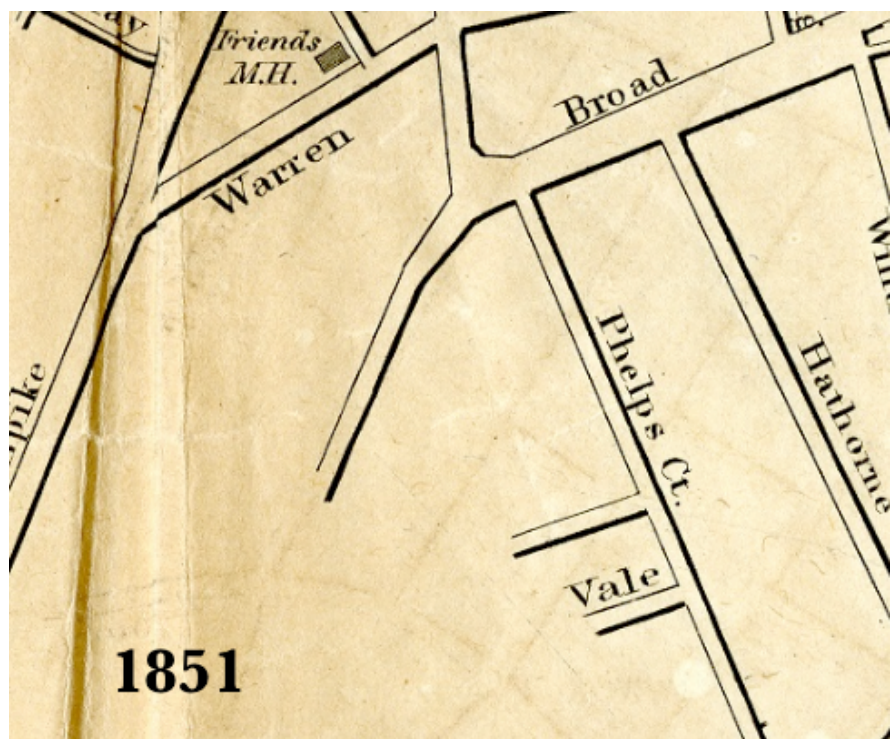 Friends
M.H.
Broad
Warren
Phelps Ct.
Hathorne
Vale
1851